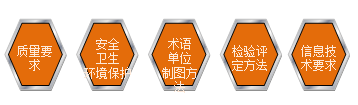 质量要
求
安全
卫生
环境保护
术语
单位
制图方
法
检验评
定方法
信息技
术要求